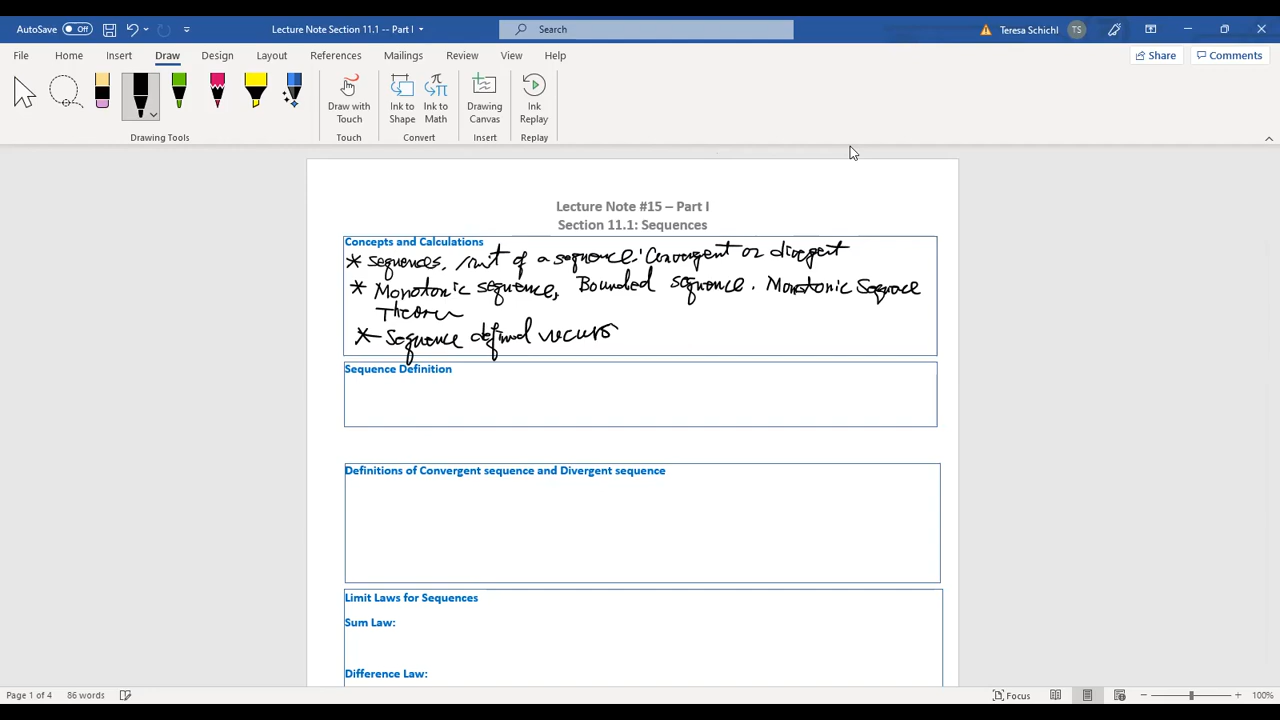 AutoSave Off Lecture Note Section 11.1 -- Part I Search Teresa Schichl TS
File Home Insert Draw Design Layout References Mailings Review View Help Share Comments
Draw with Touch Ink to Shape Ink to Math Drawing Canvas Ink Replay
Drawing Tools Touch Convert Insert Replay
Lecture Note #15 – Part I
Section 11.1: Sequences
Concepts and Calculations
* sequences, limit of a sequence: Convergent or divergent
* Monotonic sequence, Bounded sequence. Monotonic Sequence
Theorem
* Sequence defined recurs
Sequence Definition
Definitions of Convergent sequence and Divergent sequence
Limit Laws for Sequences
Sum Law:
Difference Law:
Page 1 of 4 86 words Focus 100%